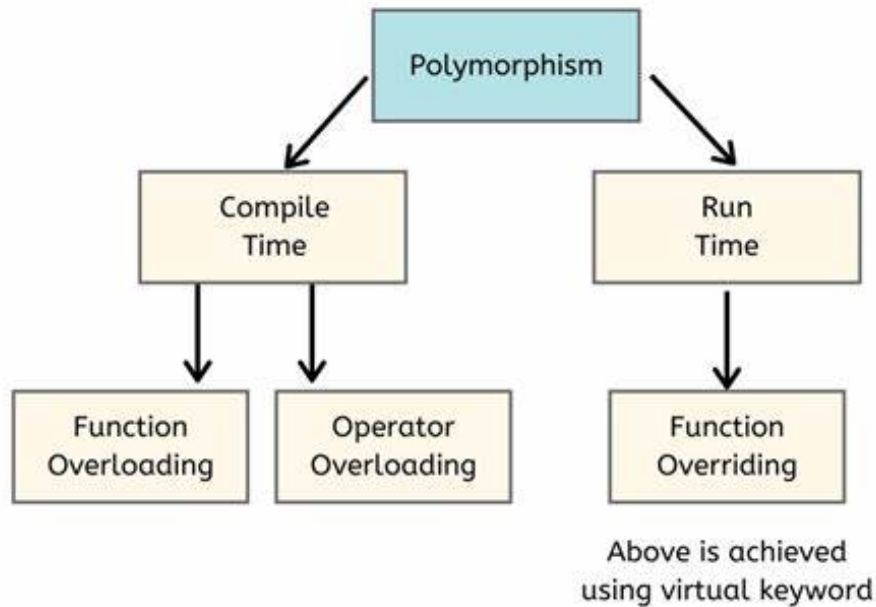 Polymorphism
Compile
Time
Run
Time
Function
Overloading
Operator
Overloading
Function
Overriding
Above is achieved
using virtual keyword